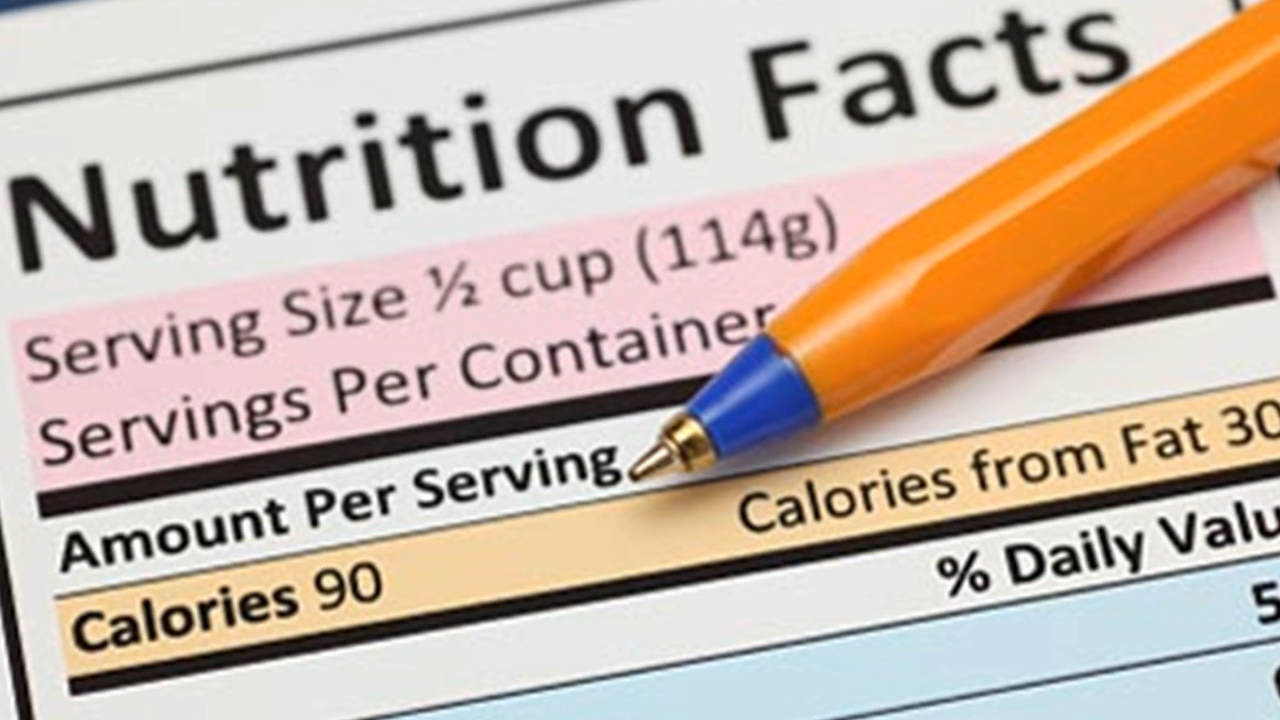 Nutrition Facts
Serving Size ½ cup (114g)
Servings Per Container
Amount Per Serving
Calories 90 Calories from Fat 30
% Daily Valu
5